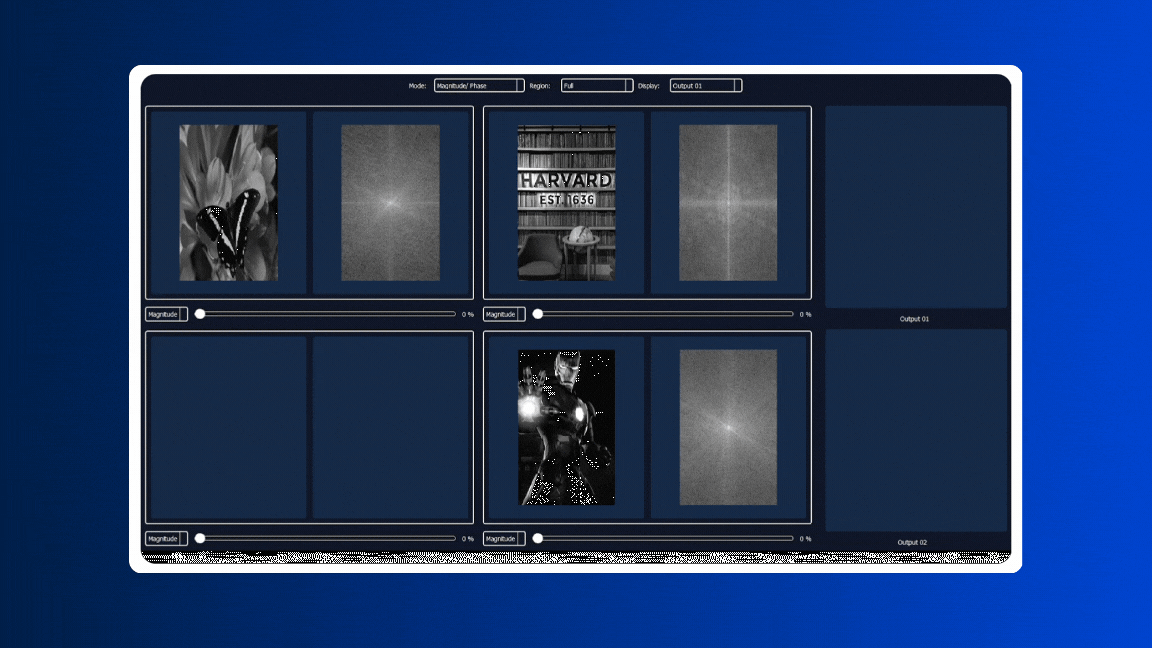 Mode: Magnitude/ Phase Region: Full Display: Output 01
HARVARD
EST. 1636
Magnitude 0 % Magnitude 0 %
Output 01
Magnitude 0 % Magnitude 0 %
Output 02